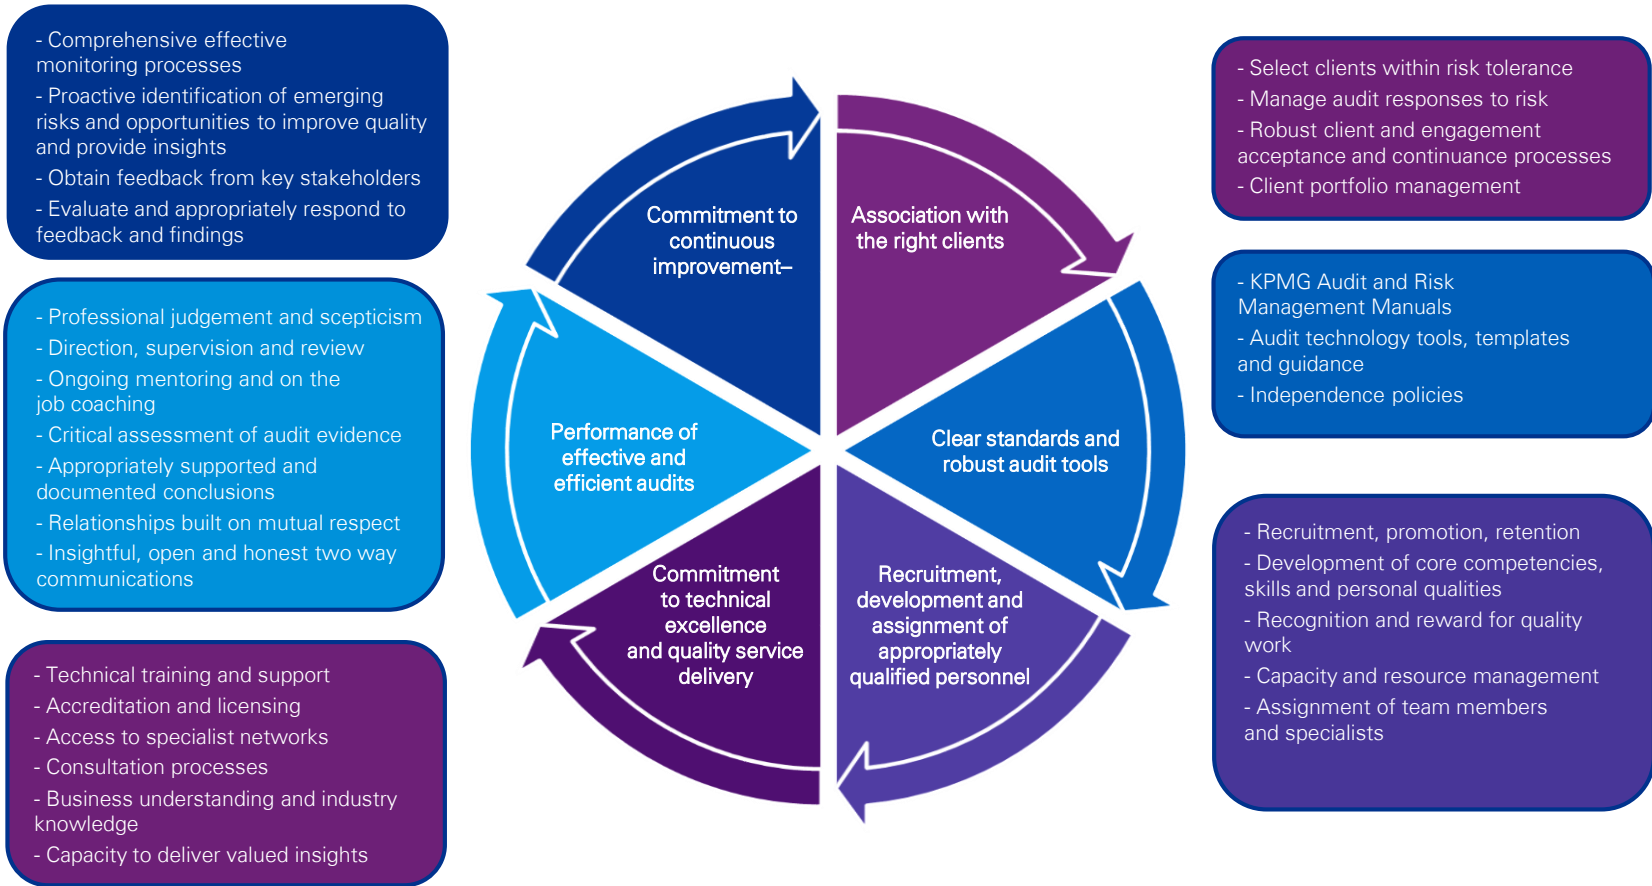 - Comprehensive effective
monitoring processes
- Proactive identification of emerging
risks and opportunities to improve quality
and provide insights
- Obtain feedback from key stakeholders
- Evaluate and appropriately respond to
feedback and findings
- Professional judgement and scepticism
- Direction, supervision and review
- Ongoing mentoring and on the
job coaching
- Critical assessment of audit evidence
- Appropriately supported and
documented conclusions
- Relationships built on mutual respect
- Insightful, open and honest two way
communications
- Technical training and support
- Accreditation and licensing
- Access to specialist networks
- Consultation processes
- Business understanding and industry
knowledge
- Capacity to deliver valued insights
Commitment to
continuous
improvement–
Association with
the right clients
Performance of
effective and
efficient audits
Clear standards and
robust audit tools
Commitment
to technical
excellence
and quality service
delivery
Recruitment,
development and
assignment of
appropriately
qualified personnel
- Select clients within risk tolerance
- Manage audit responses to risk
- Robust client and engagement
acceptance and continuance processes
- Client portfolio management
- KPMG Audit and Risk
Management Manuals
- Audit technology tools, templates
and guidance
- Independence policies
- Recruitment, promotion, retention
- Development of core competencies,
skills and personal qualities
- Recognition and reward for quality
work
- Capacity and resource management
- Assignment of team members
and specialists